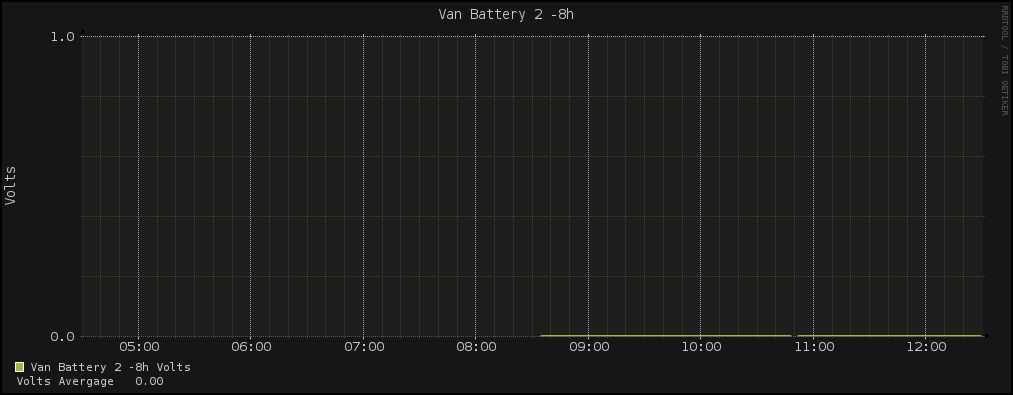 Van Battery 2 -8h
RRDTOOL / TOBI OETIKER
Volts
1.0
0.0
05:00 06:00 07:00 08:00 09:00 10:00 11:00 12:00
Van Battery 2 -8h Volts
Volts Avergage 0.00